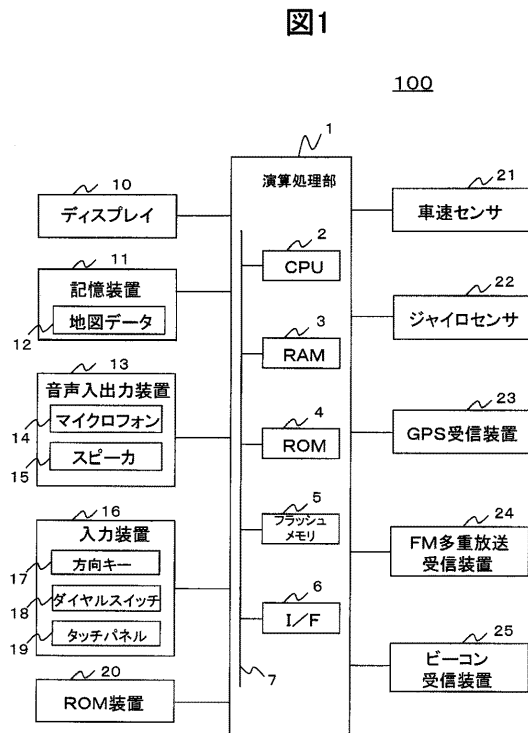 図1
100
1
演算処理部
10
ディスプレイ
11
記憶装置
地図データ
12
13
音声入出力装置
マイクロフォン
14
スピーカ
15
16
入力装置
方向キー
17
ダイヤルスイッチ
18
タッチパネル
19
20
ROM装置
2
CPU
3
RAM
4
ROM
5
フラッシュ
メモリ
6
I/F
7
21
車速センサ
22
ジャイロセンサ
23
GPS受信装置
24
FM多重放送
受信装置
25
ビーコン
受信装置